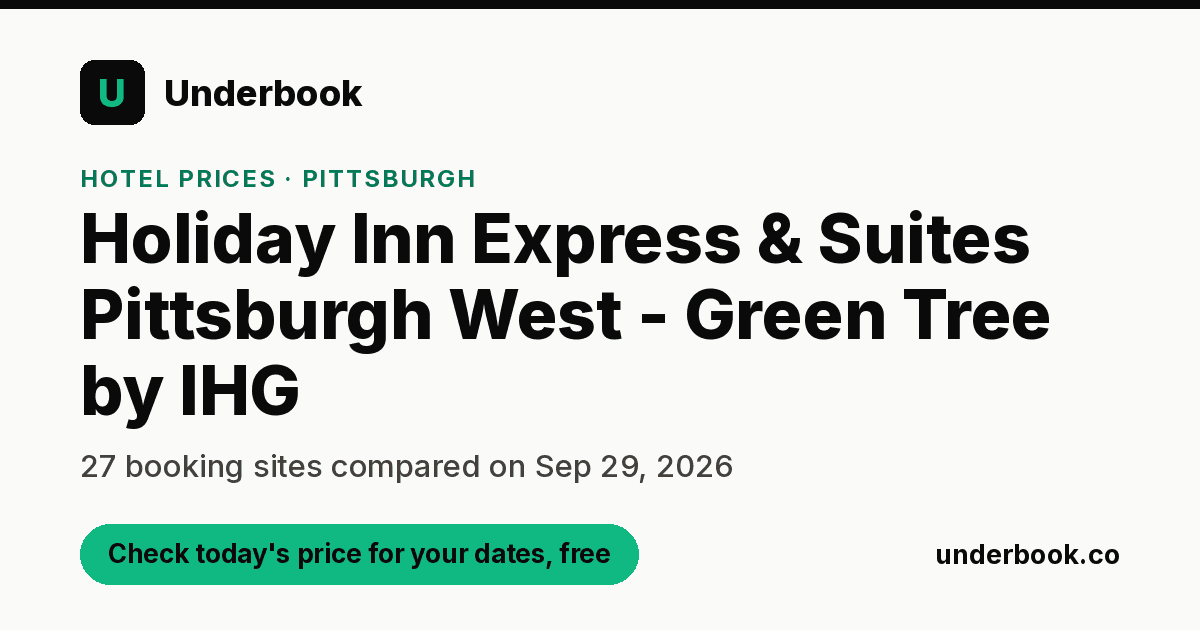 U Underbook
HOTEL PRICES · PITTSBURGH
Holiday Inn Express & Suites
Pittsburgh West - Green Tree
by IHG
27 booking sites compared on Sep 29, 2026
Check today's price for your dates, free
underbook.co